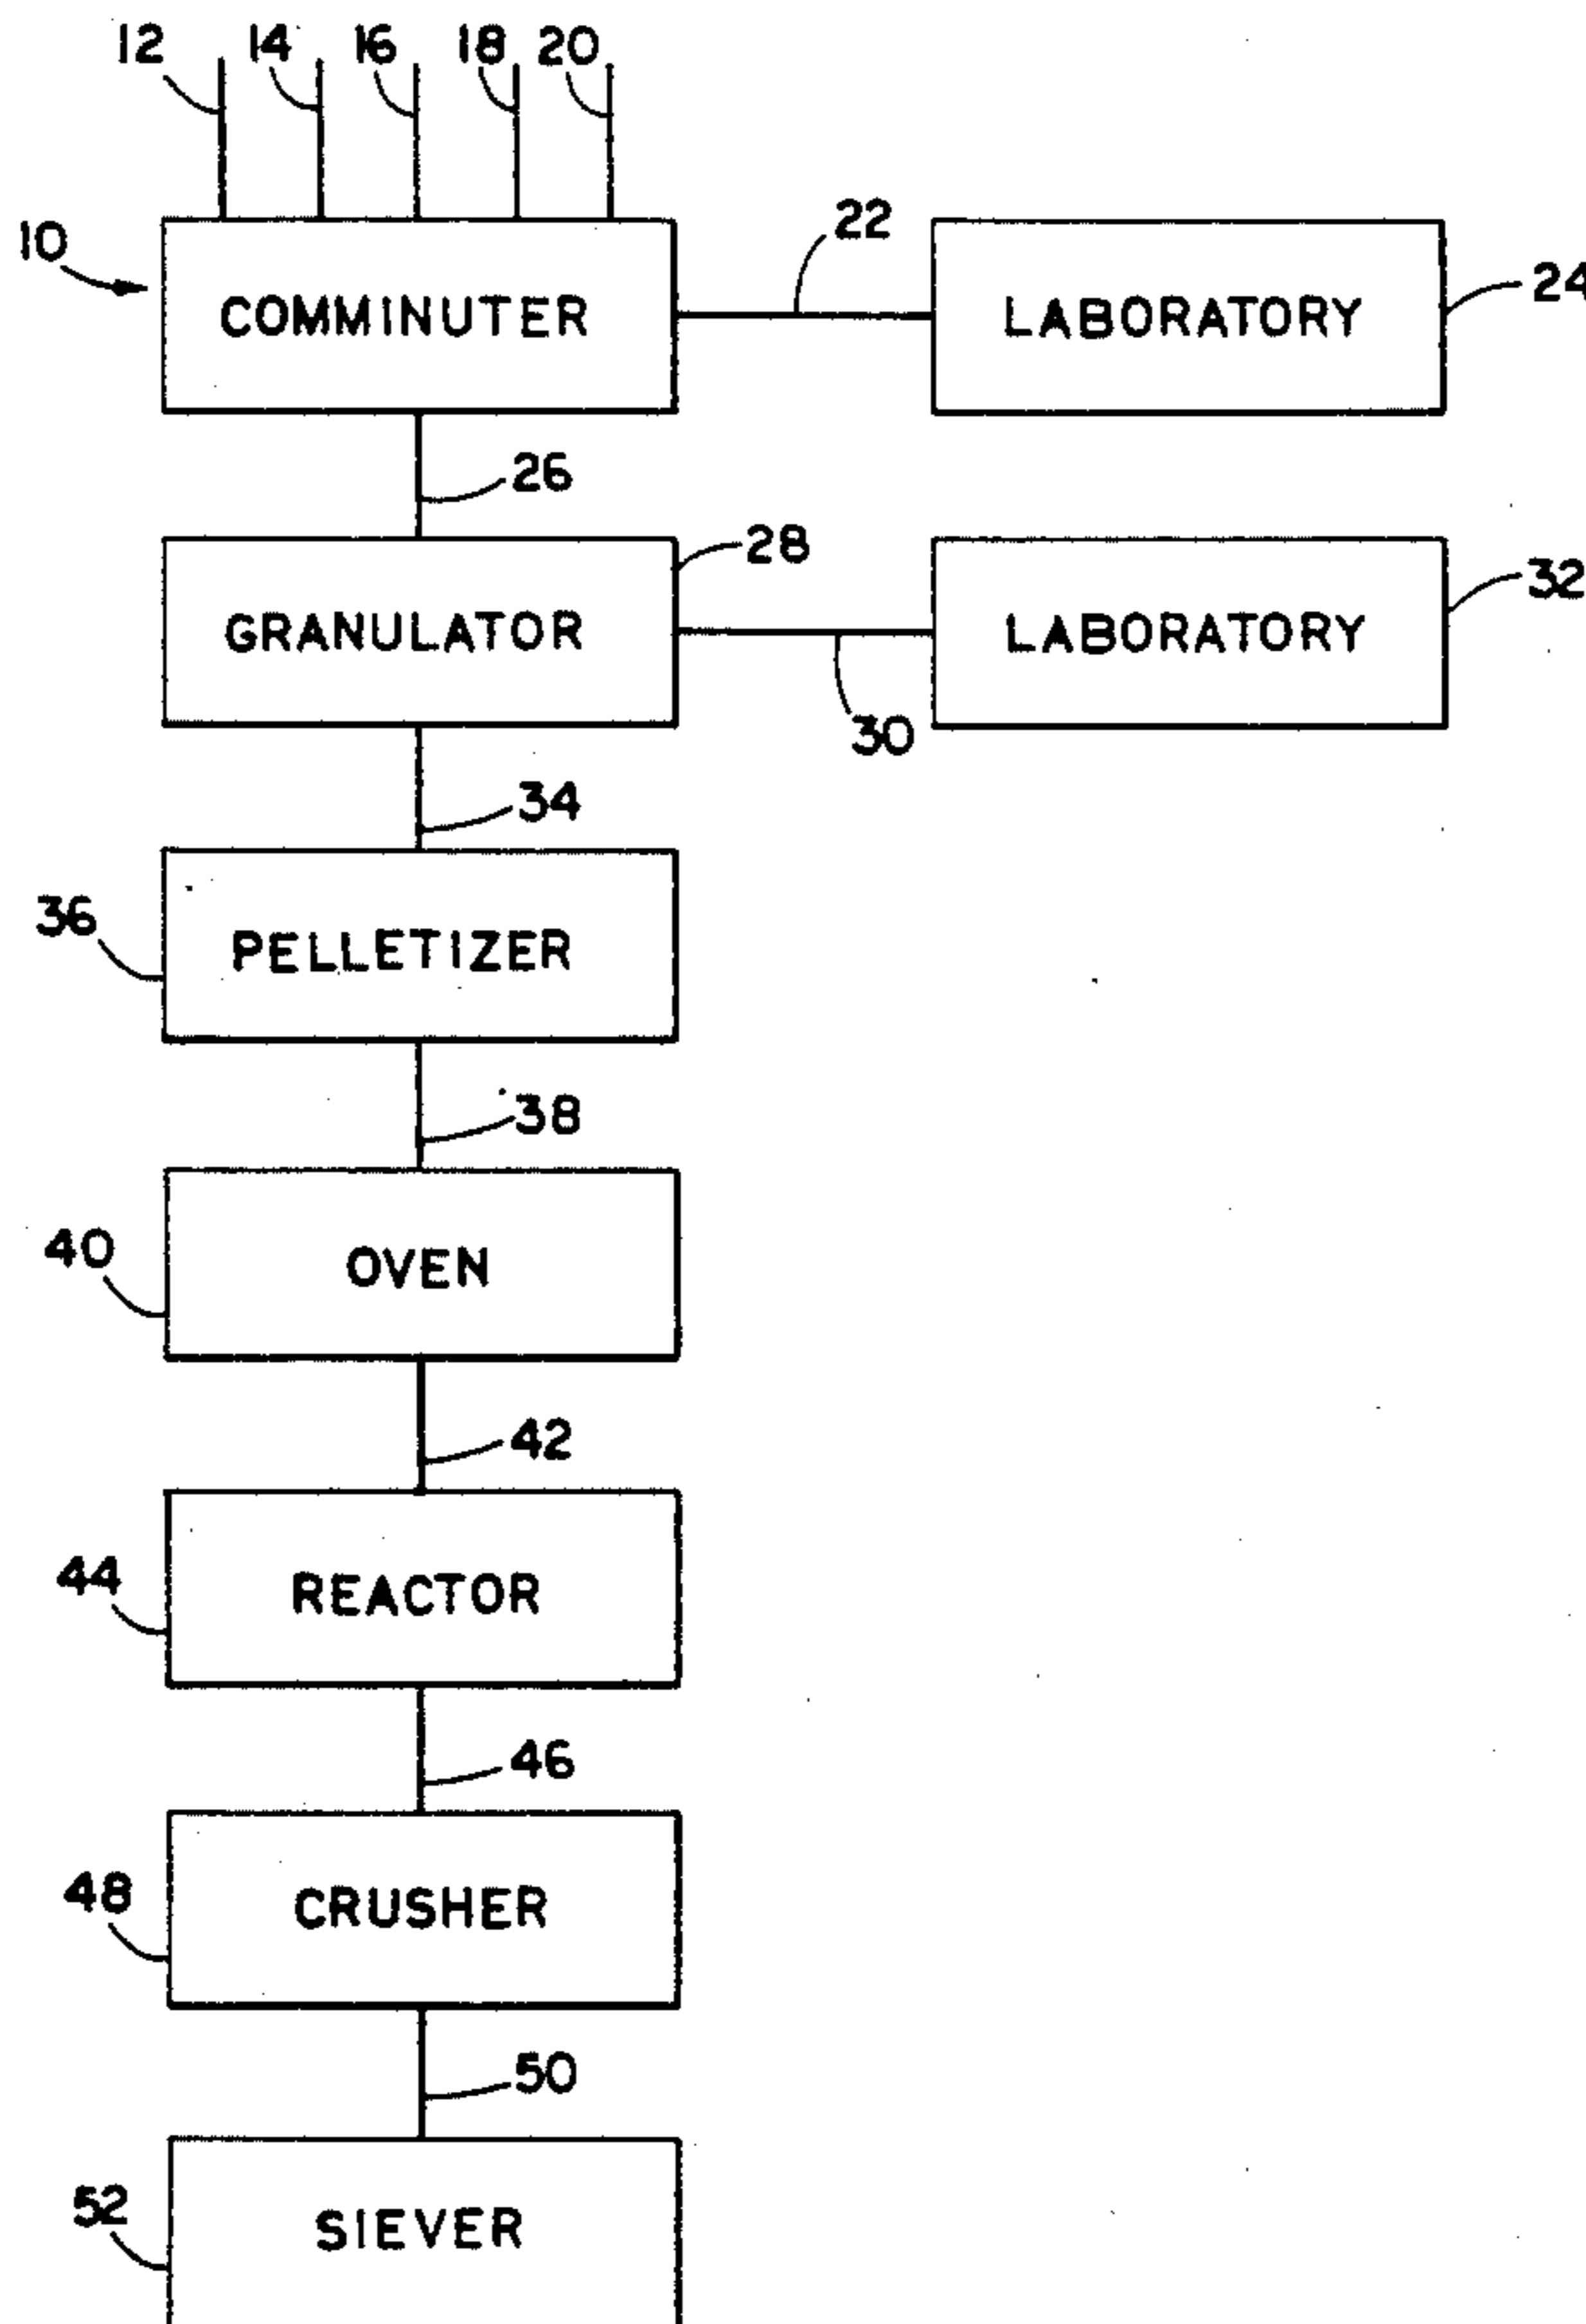 12 14 16 18 20
10
22
COMMINUTER
LABORATORY
24
26
28
GRANULATOR
LABORATORY
32
30
34
36
PELLETIZER
38
40
OVEN
42
44
REACTOR
46
48
CRUSHER
50
52
SIEVER